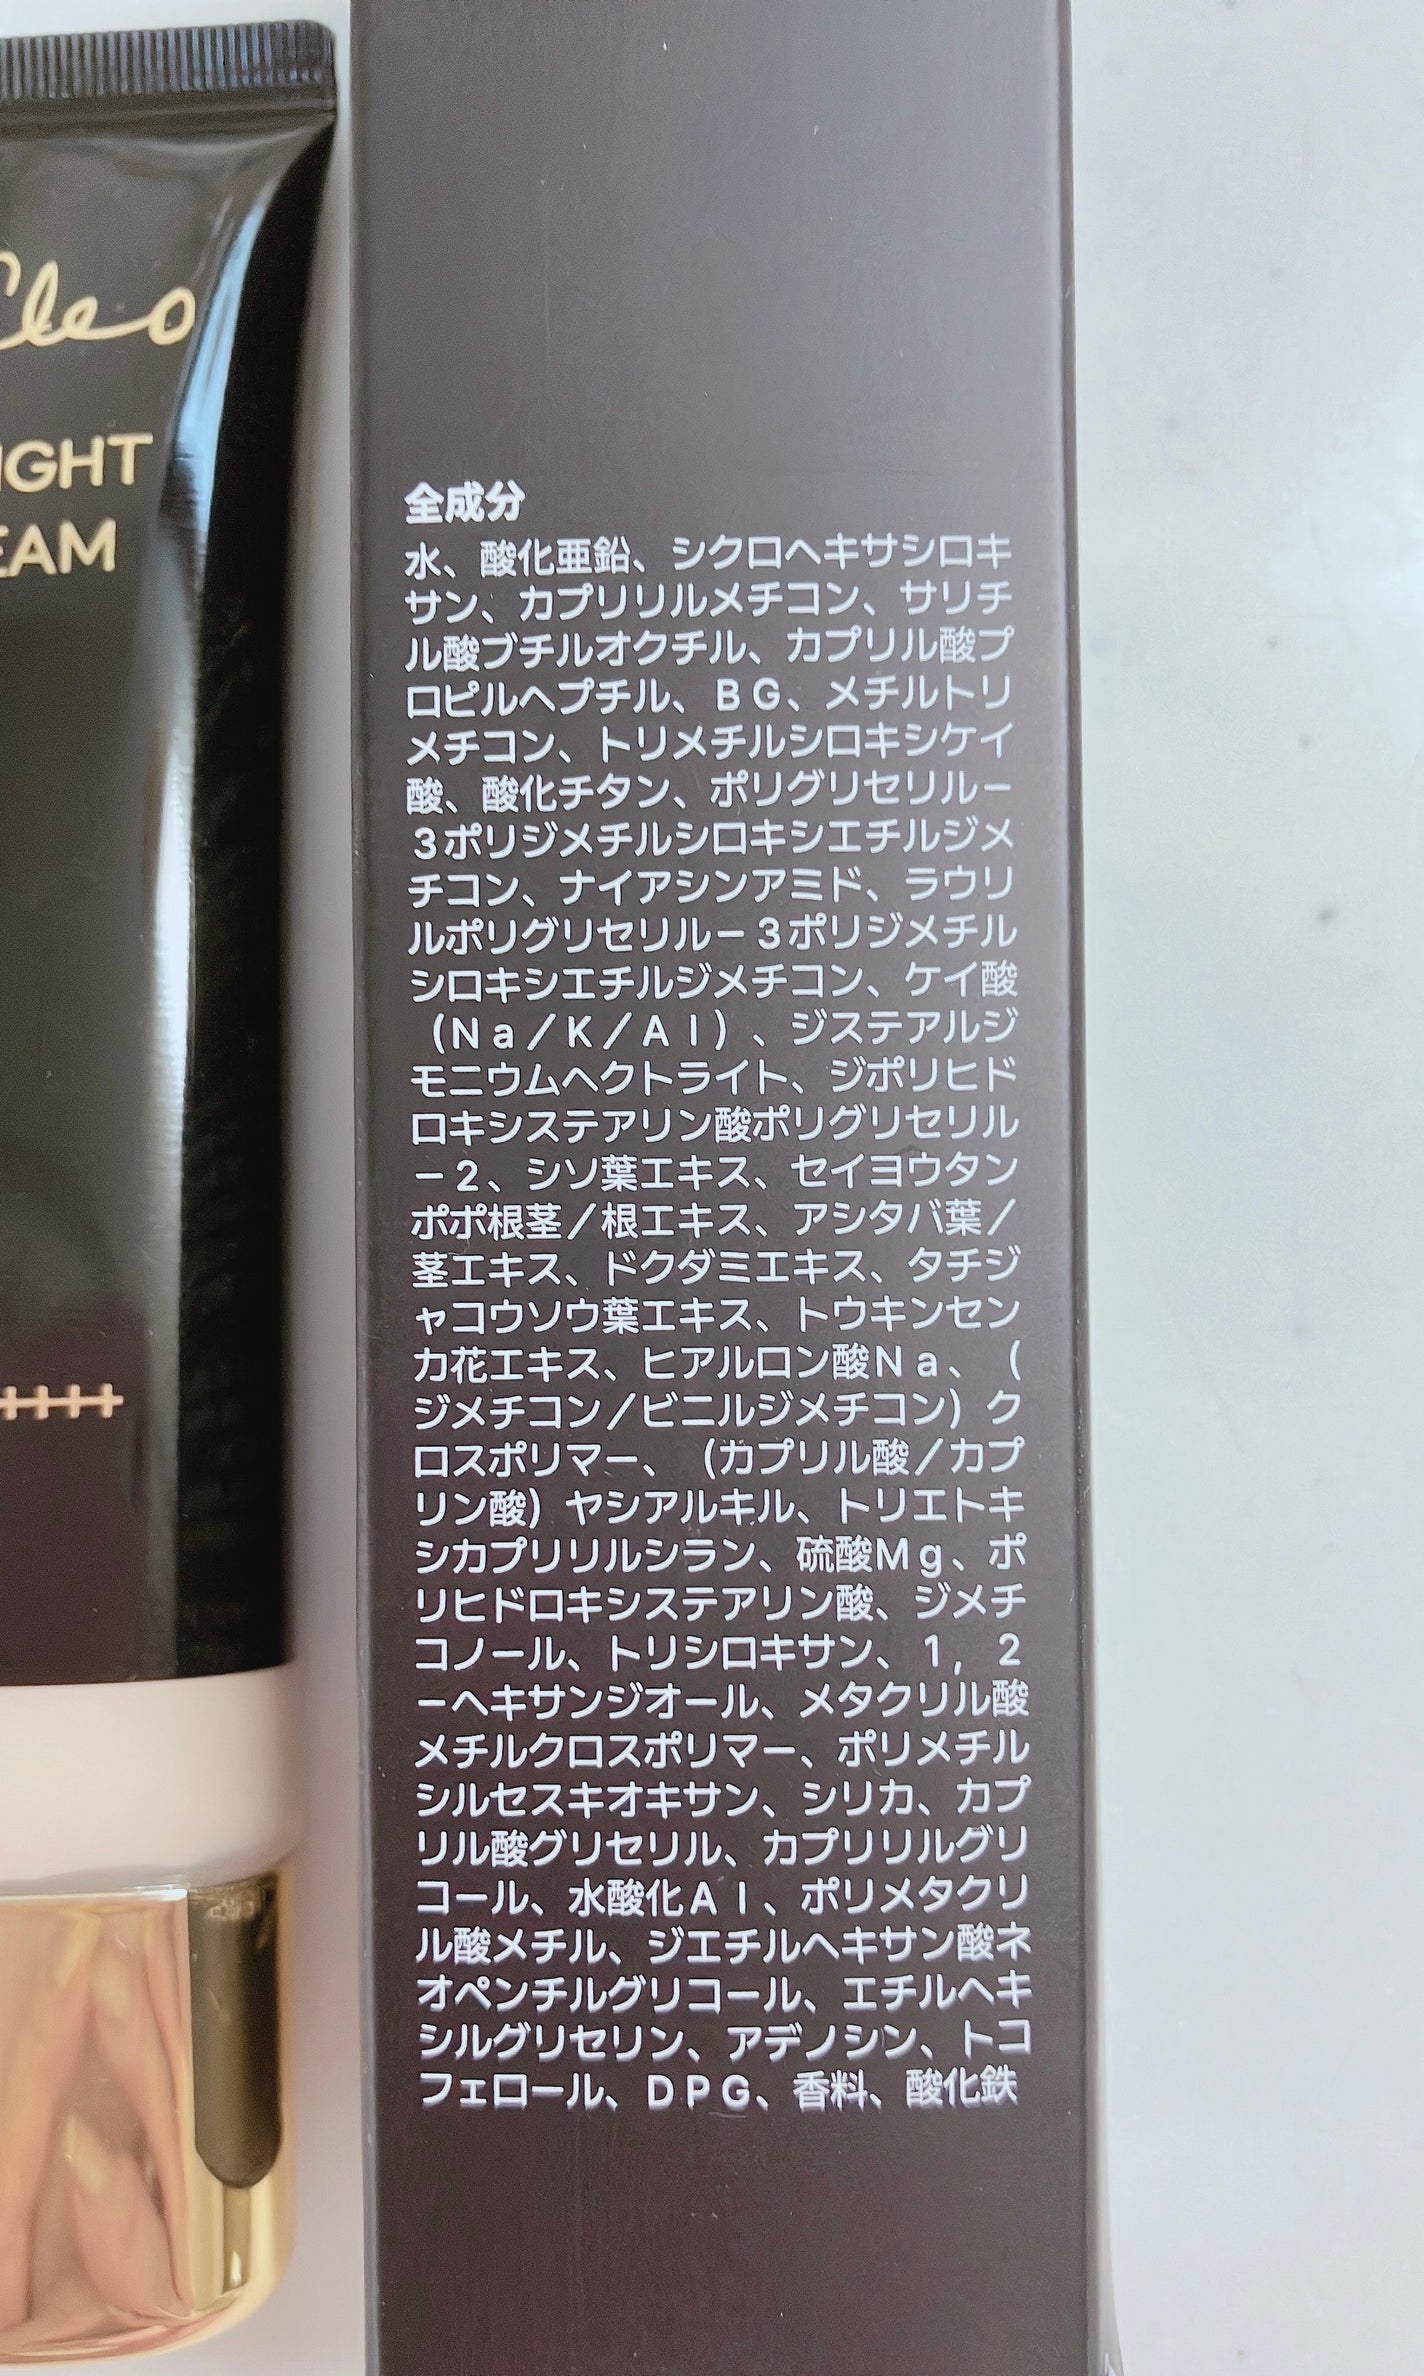 Cleo
IGHT
EAM
全成分
水、酸化亜鉛、シクロヘキサシロキ
サン、カプリリルメチコン、サリチ
ル酸ブチルオクチル、カプリル酸プ
ロピルヘプチル、BG、メチルトリ
メチコン、トリメチルシロキシケイ
酸、酸化チタン、ポリグリセリルー
3ポリジメチルシロキシエチルジメ
チコン、ナイアシンアミド、ラウリ
ルポリグリセリルー3ポリジメチル
シロキシエチルジメチコン、ケイ酸
(Na/K/Al)、ジステアルジ
モニウムヘクトライト、ジポリヒド
ロキシステアリン酸ポリグリセリル
-2、シソ葉エキス、セイヨウタン
ポポ根茎/根エキス、アシタバ葉/
茎エキス、ドクダミエキス、タチジ
ャコウソウ葉エキス、トウキンセン
カ花エキス、ヒアルロン酸Na、(
ジメチコン/ビニルジメチコン)ク
ロスポリマー、(カプリル酸/カプ
リン酸)ヤシアルキル、トリエトキ
シカプリリルシラン、硫酸Mg、ポ
リヒドロキシステアリン酸、ジメチ
コノール、トリシロキサン、1,2
-ヘキサンジオール、メタクリル酸
メチルクロスポリマー、ポリメチル
シルセスキオキサン、シリカ、カプ
リル酸グリセリル、カプリリルグリ
コール、水酸化Al、ポリメタクリ
ル酸メチル、ジエチルヘキサン酸ネ
オペンチルグリコール、エチルヘキ
シルグリセリン、アデノシン、トコ
フェロール、DPG、香料、酸化鉄